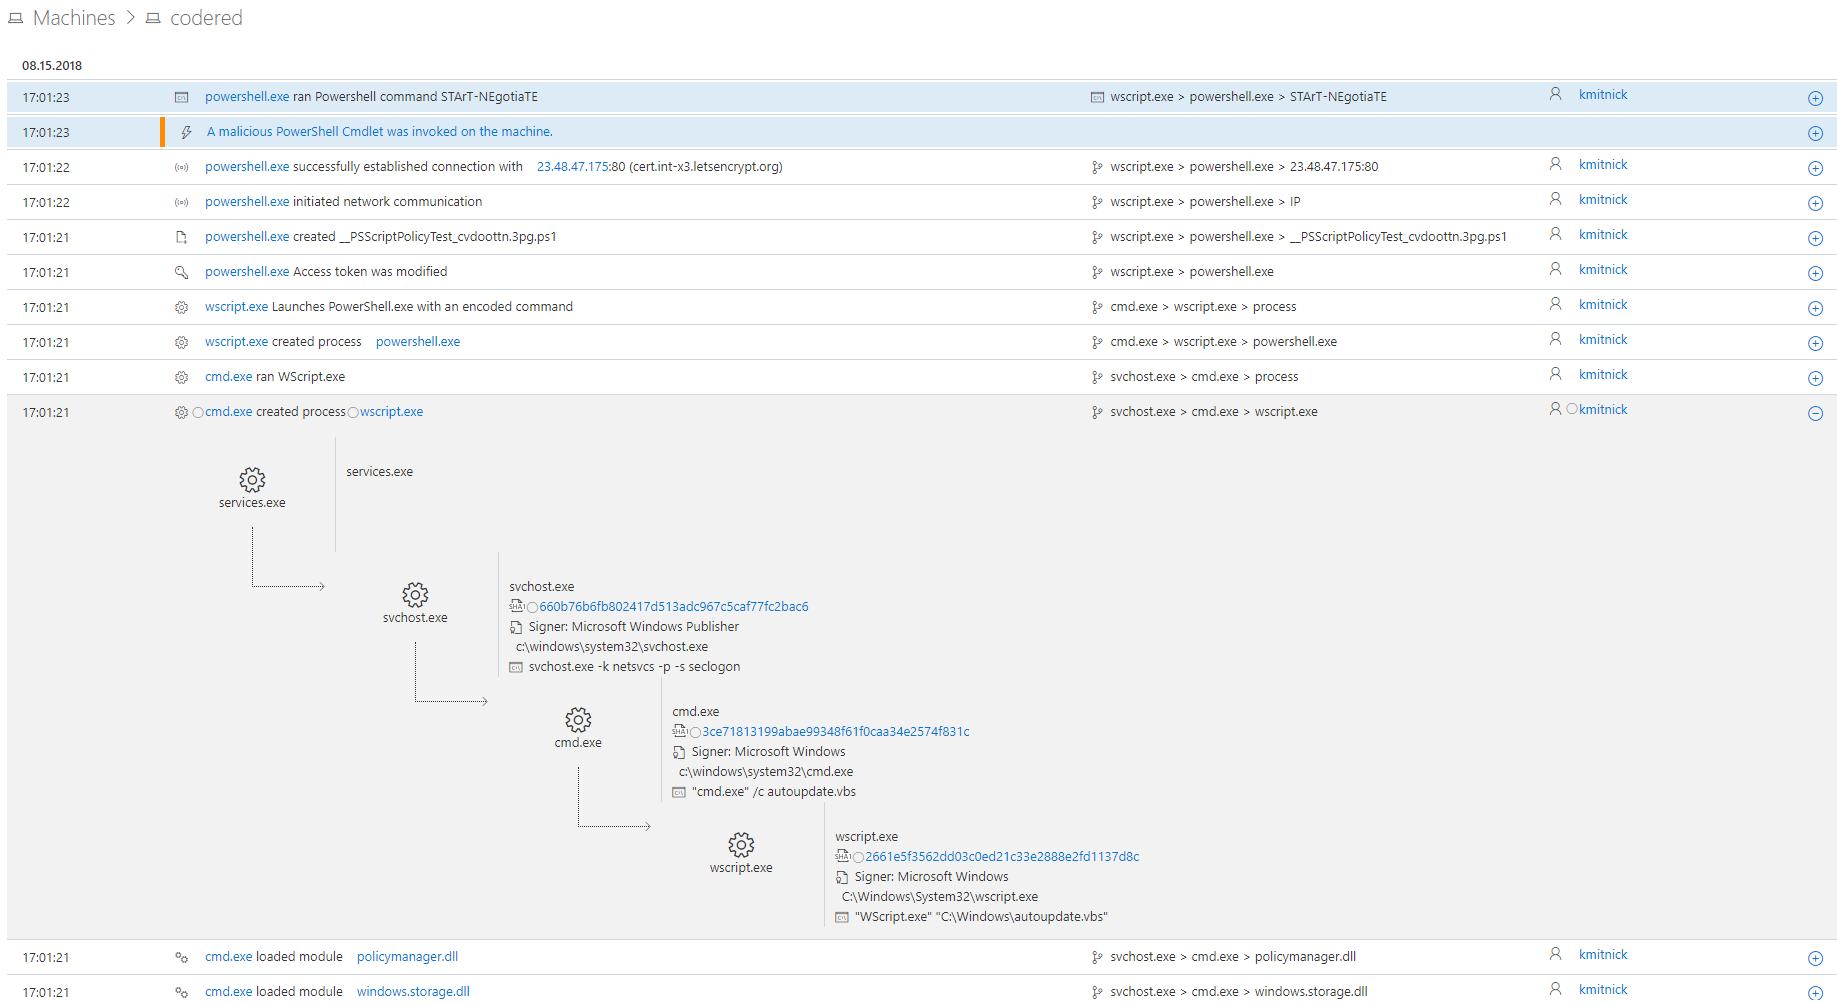 Machines > codered
08.15.2018
17:01:23 powershell.exe ran Powershell command STArT-NEgotiaTE wscript.exe > powershell.exe > STArT-NEgotiaTE kmitnick
17:01:23 A malicious PowerShell Cmdlet was invoked on the machine.
17:01:22 powershell.exe successfully established connection with 23.48.47.175:80 (cert.int-x3.letsencrypt.org) wscript.exe > powershell.exe > 23.48.47.175:80 kmitnick
17:01:22 powershell.exe initiated network communication wscript.exe > powershell.exe > IP kmitnick
17:01:21 powershell.exe created __PSScriptPolicyTest_cvdoottn.3pg.ps1 wscript.exe > powershell.exe > __PSScriptPolicyTest_cvdoottn.3pg.ps1 kmitnick
17:01:21 powershell.exe Access token was modified wscript.exe > powershell.exe kmitnick
17:01:21 wscript.exe Launches PowerShell.exe with an encoded command cmd.exe > wscript.exe > process kmitnick
17:01:21 wscript.exe created process powershell.exe cmd.exe > wscript.exe > powershell.exe kmitnick
17:01:21 cmd.exe ran WScript.exe svchost.exe > cmd.exe > process kmitnick
17:01:21 cmd.exe created process wscript.exe svchost.exe > cmd.exe > wscript.exe kmitnick
services.exe
services.exe
svchost.exe
SHA1 660b76b6fb802417d513adc967c5caf77fc2bac6
svchost.exe
Signer: Microsoft Windows Publisher
c:\windows\system32\svchost.exe
svchost.exe -k netsvcs -p -s seclogon
cmd.exe
SHA1 3ce71813199abae99348f61f0caa34e2574f831c
cmd.exe
Signer: Microsoft Windows
c:\windows\system32\cmd.exe
"cmd.exe" /c autoupdate.vbs
wscript.exe
SHA1 2661e5f3562dd03c0ed21c33e2888e2fd1137d8c
wscript.exe
Signer: Microsoft Windows
C:\Windows\System32\wscript.exe
"WScript.exe" "C:\Windows\autoupdate.vbs"
17:01:21 cmd.exe loaded module policymanager.dll svchost.exe > cmd.exe > policymanager.dll kmitnick
17:01:21 cmd.exe loaded module windows.storage.dll svchost.exe > cmd.exe > windows.storage.dll kmitnick